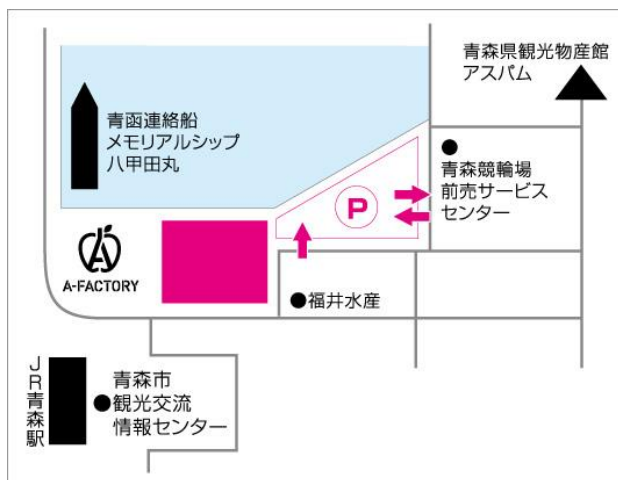 青森県観光物産館
アスパム
青函連絡船
メモリアルシップ
八甲田丸
青森競輪場
前売サービス
センター
P
A-FACTORY
福井水産
JR青森駅
青森市
観光交流
情報センター